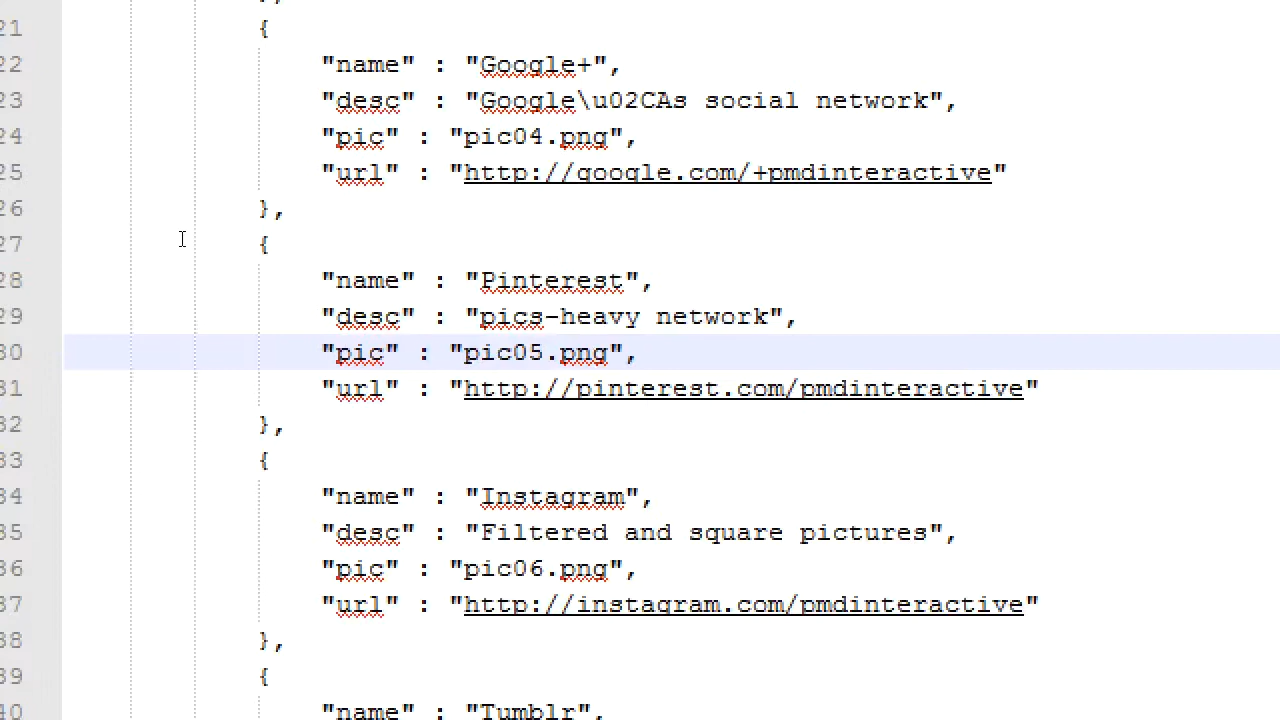 21 {
22 "name" : "Google+",
23 "desc" : "Google\u02CAs social network",
24 "pic" : "pic04.png",
25 "url" : "http://google.com/+pmdinteractive"
26 },
27 {
28 "name" : "Pinterest",
29 "desc" : "pics-heavy network",
30 "pic" : "pic05.png",
31 "url" : "http://pinterest.com/pmdinteractive"
32 },
33 {
34 "name" : "Instagram",
35 "desc" : "Filtered and square pictures",
36 "pic" : "pic06.png",
37 "url" : "http://instagram.com/pmdinteractive"
38 },
39 {
40 "name" : "Tumblr",